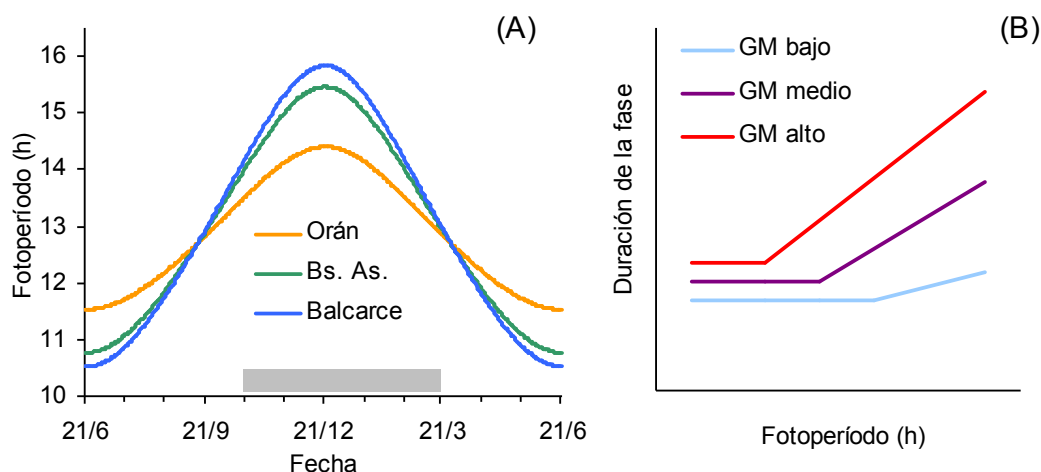 (A)
Fotoperíodo (h)
16
15
14
13
12
11
10
Orán
Bs. As.
Balcarce
21/6
21/9
21/12
21/3
21/6
Fecha
(B)
GM bajo
GM medio
GM alto
Duración de la fase
Fotoperíodo (h)